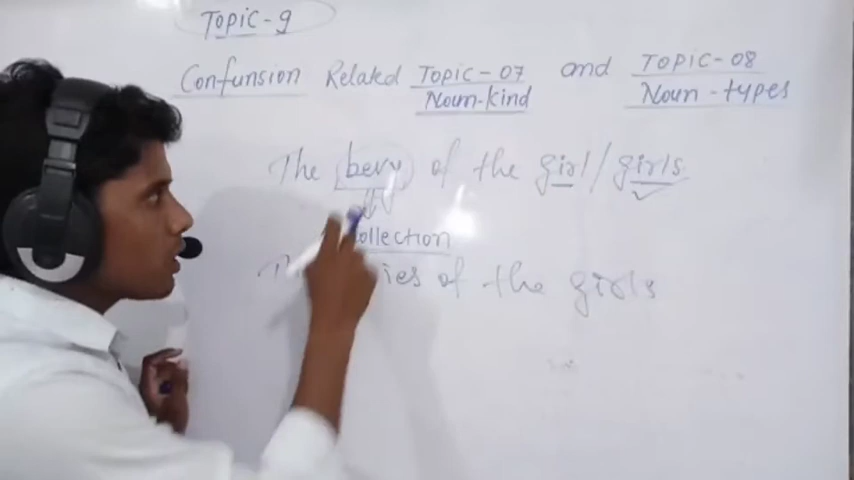 Topic-9
Confunsion Related Topic-07 and Topic-08
Noun-kind Noun-types
The bevy of the girl/girls
collection
of the girls